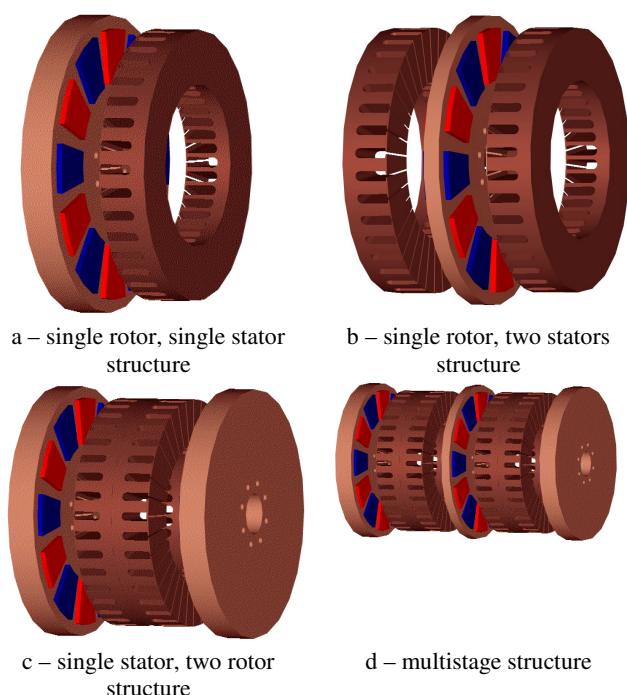 a – single rotor, single stator
structure
b – single rotor, two stators
structure
c – single stator, two rotor
structure
d – multistage structure